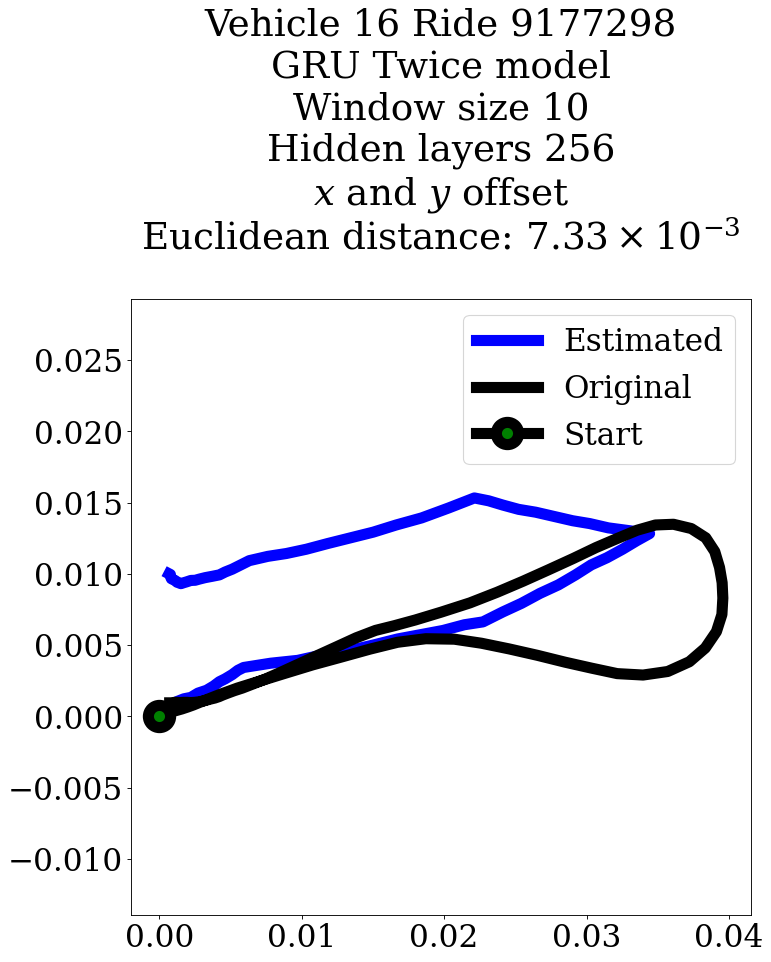 Vehicle 16 Ride 9177298
GRU Twice model
Window size 10
Hidden layers 256
x and y offset
Euclidean distance: 7.33 × 10⁻³
Estimated
Original
Start
0.025
0.020
0.015
0.010
0.005
0.000
−0.005
−0.010
0.00 0.01 0.02 0.03 0.04